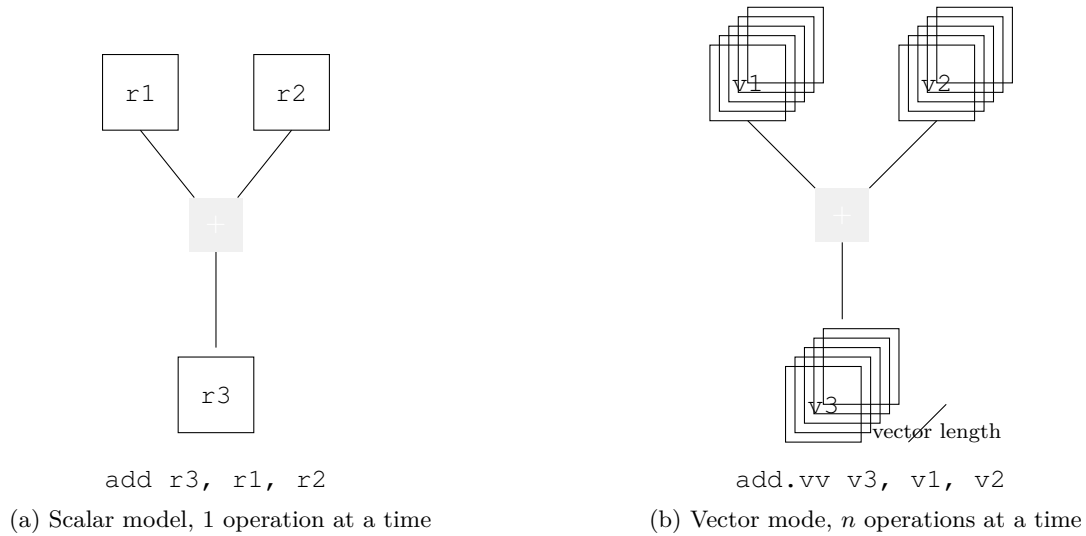 r1 r2
+
r3
add r3, r1, r2
(a) Scalar model, 1 operation at a time
v1 v2
+
v3
vector length
add.vv v3, v1, v2
(b) Vector mode, n operations at a time